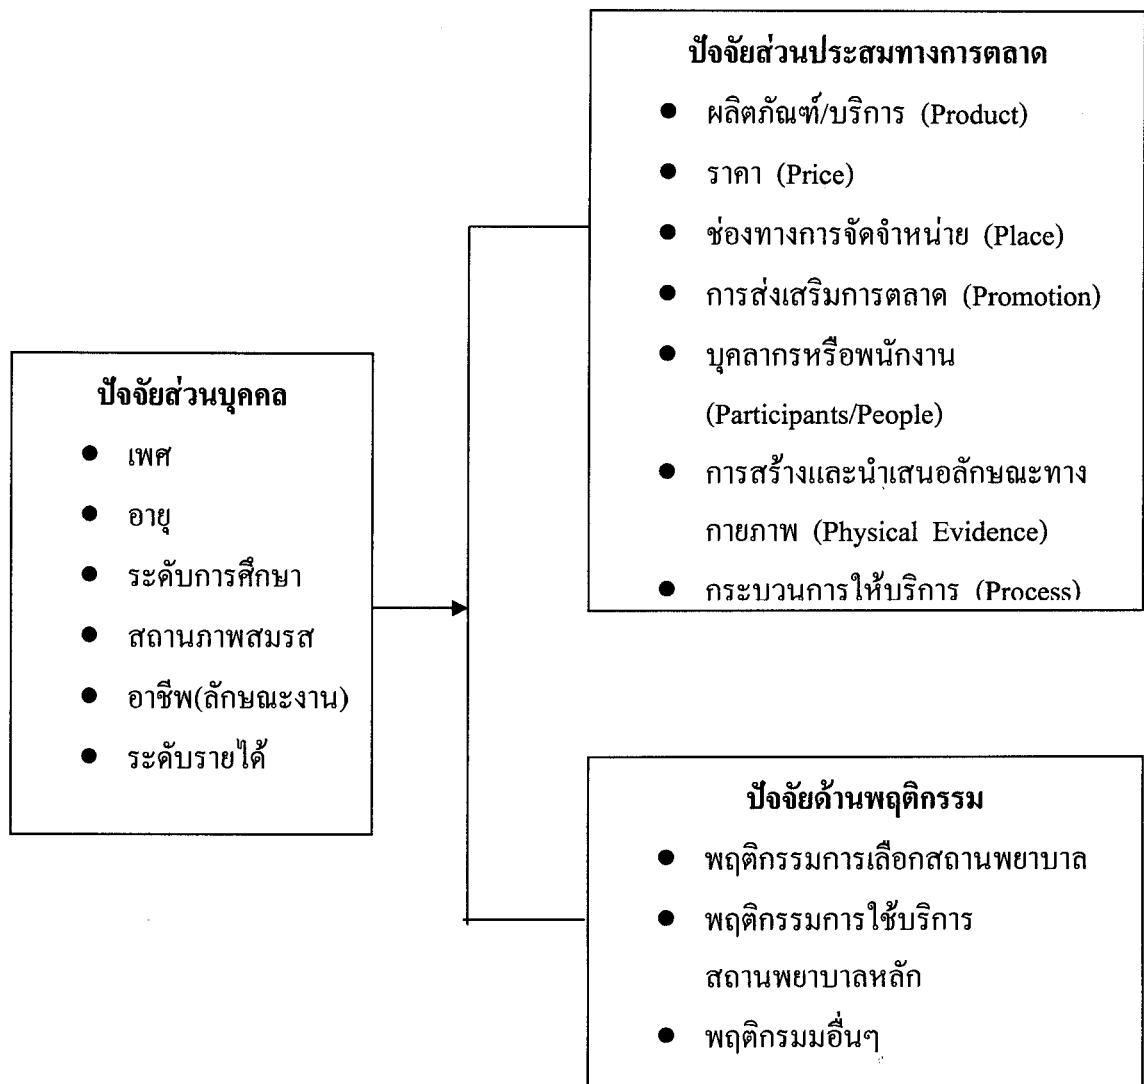 ปัจจัยส่วนบุคคล
● เพศ
● อายุ
● ระดับการศึกษา
● สถานภาพสมรส
● อาชีพ(ลักษณะงาน)
● ระดับรายได้
ปัจจัยส่วนประสมทางการตลาด
● ผลิตภัณฑ์/บริการ (Product)
● ราคา (Price)
● ช่องทางการจัดจำหน่าย (Place)
● การส่งเสริมการตลาด (Promotion)
● บุคลากรหรือพนักงาน
(Participants/People)
● การสร้างและนำเสนอลักษณะทาง
กายภาพ (Physical Evidence)
● กระบวนการให้บริการ (Process)
ปัจจัยด้านพฤติกรรม
● พฤติกรรมการเลือกสถานพยาบาล
● พฤติกรรมการใช้บริการ
สถานพยาบาลหลัก
● พฤติกรมมอื่นๆ